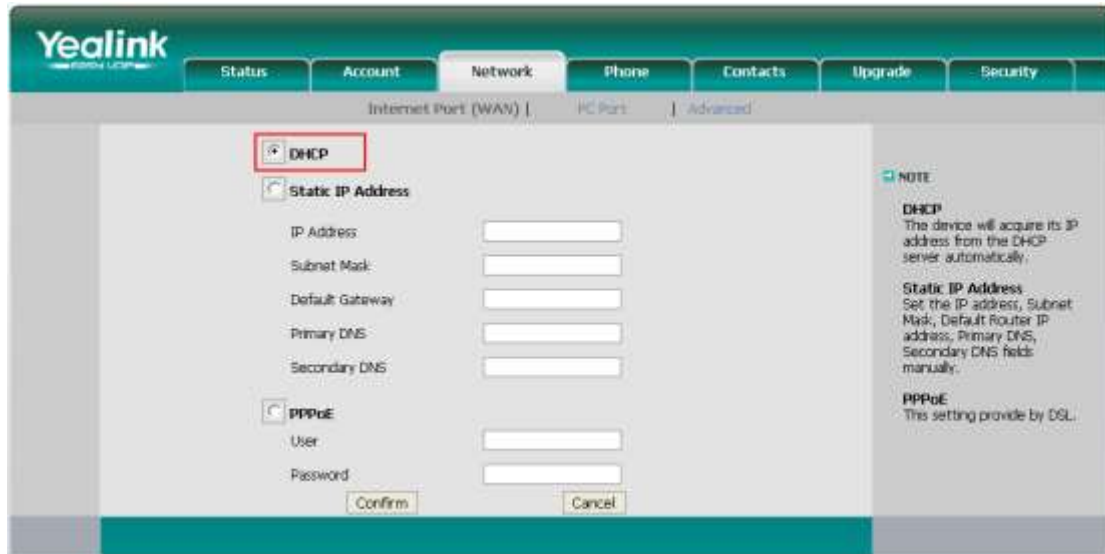 Yealink
EASY VOIP
Status Account Network Phone Contacts Upgrade Security
Internet Port (WAN) | PC Port | Advanced
DHCP
Static IP Address
IP Address
Subnet Mask
Default Gateway
Primary DNS
Secondary DNS
PPPoE
User
Password
Confirm Cancel
NOTE
DHCP
The device will acquire its IP
address from the DHCP
server automatically.
Static IP Address
Set the IP address, Subnet
Mask, Default Router IP
address, Primary DNS,
Secondary DNS fields
manually.
PPPoE
This setting provide by DSL.